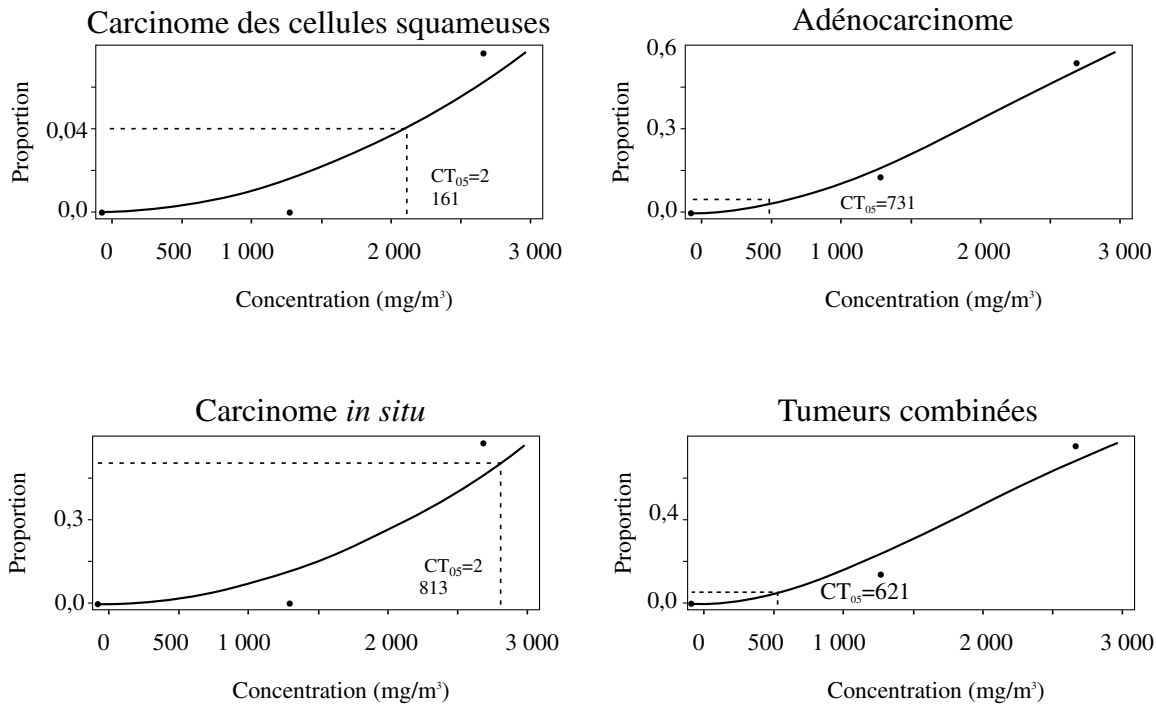 Carcinome des cellules squameuses
Proportion
0,04
0,0
CT₀₅=2
161
0 500 1 000 2 000 3 000
Concentration (mg/m³)
Adénocarcinome
Proportion
0,6
0,3
0,0
CT₀₅=731
0 500 1 000 2 000 3 000
Concentration (mg/m³)
Carcinome in situ
Proportion
0,3
0,0
CT₀₅=2
813
0 500 1 000 2 000 3 000
Concentration (mg/m³)
Tumeurs combinées
Proportion
0,4
0,0
CT₀₅=621
0 500 1 000 2 000 3 000
Concentration (mg/m³)